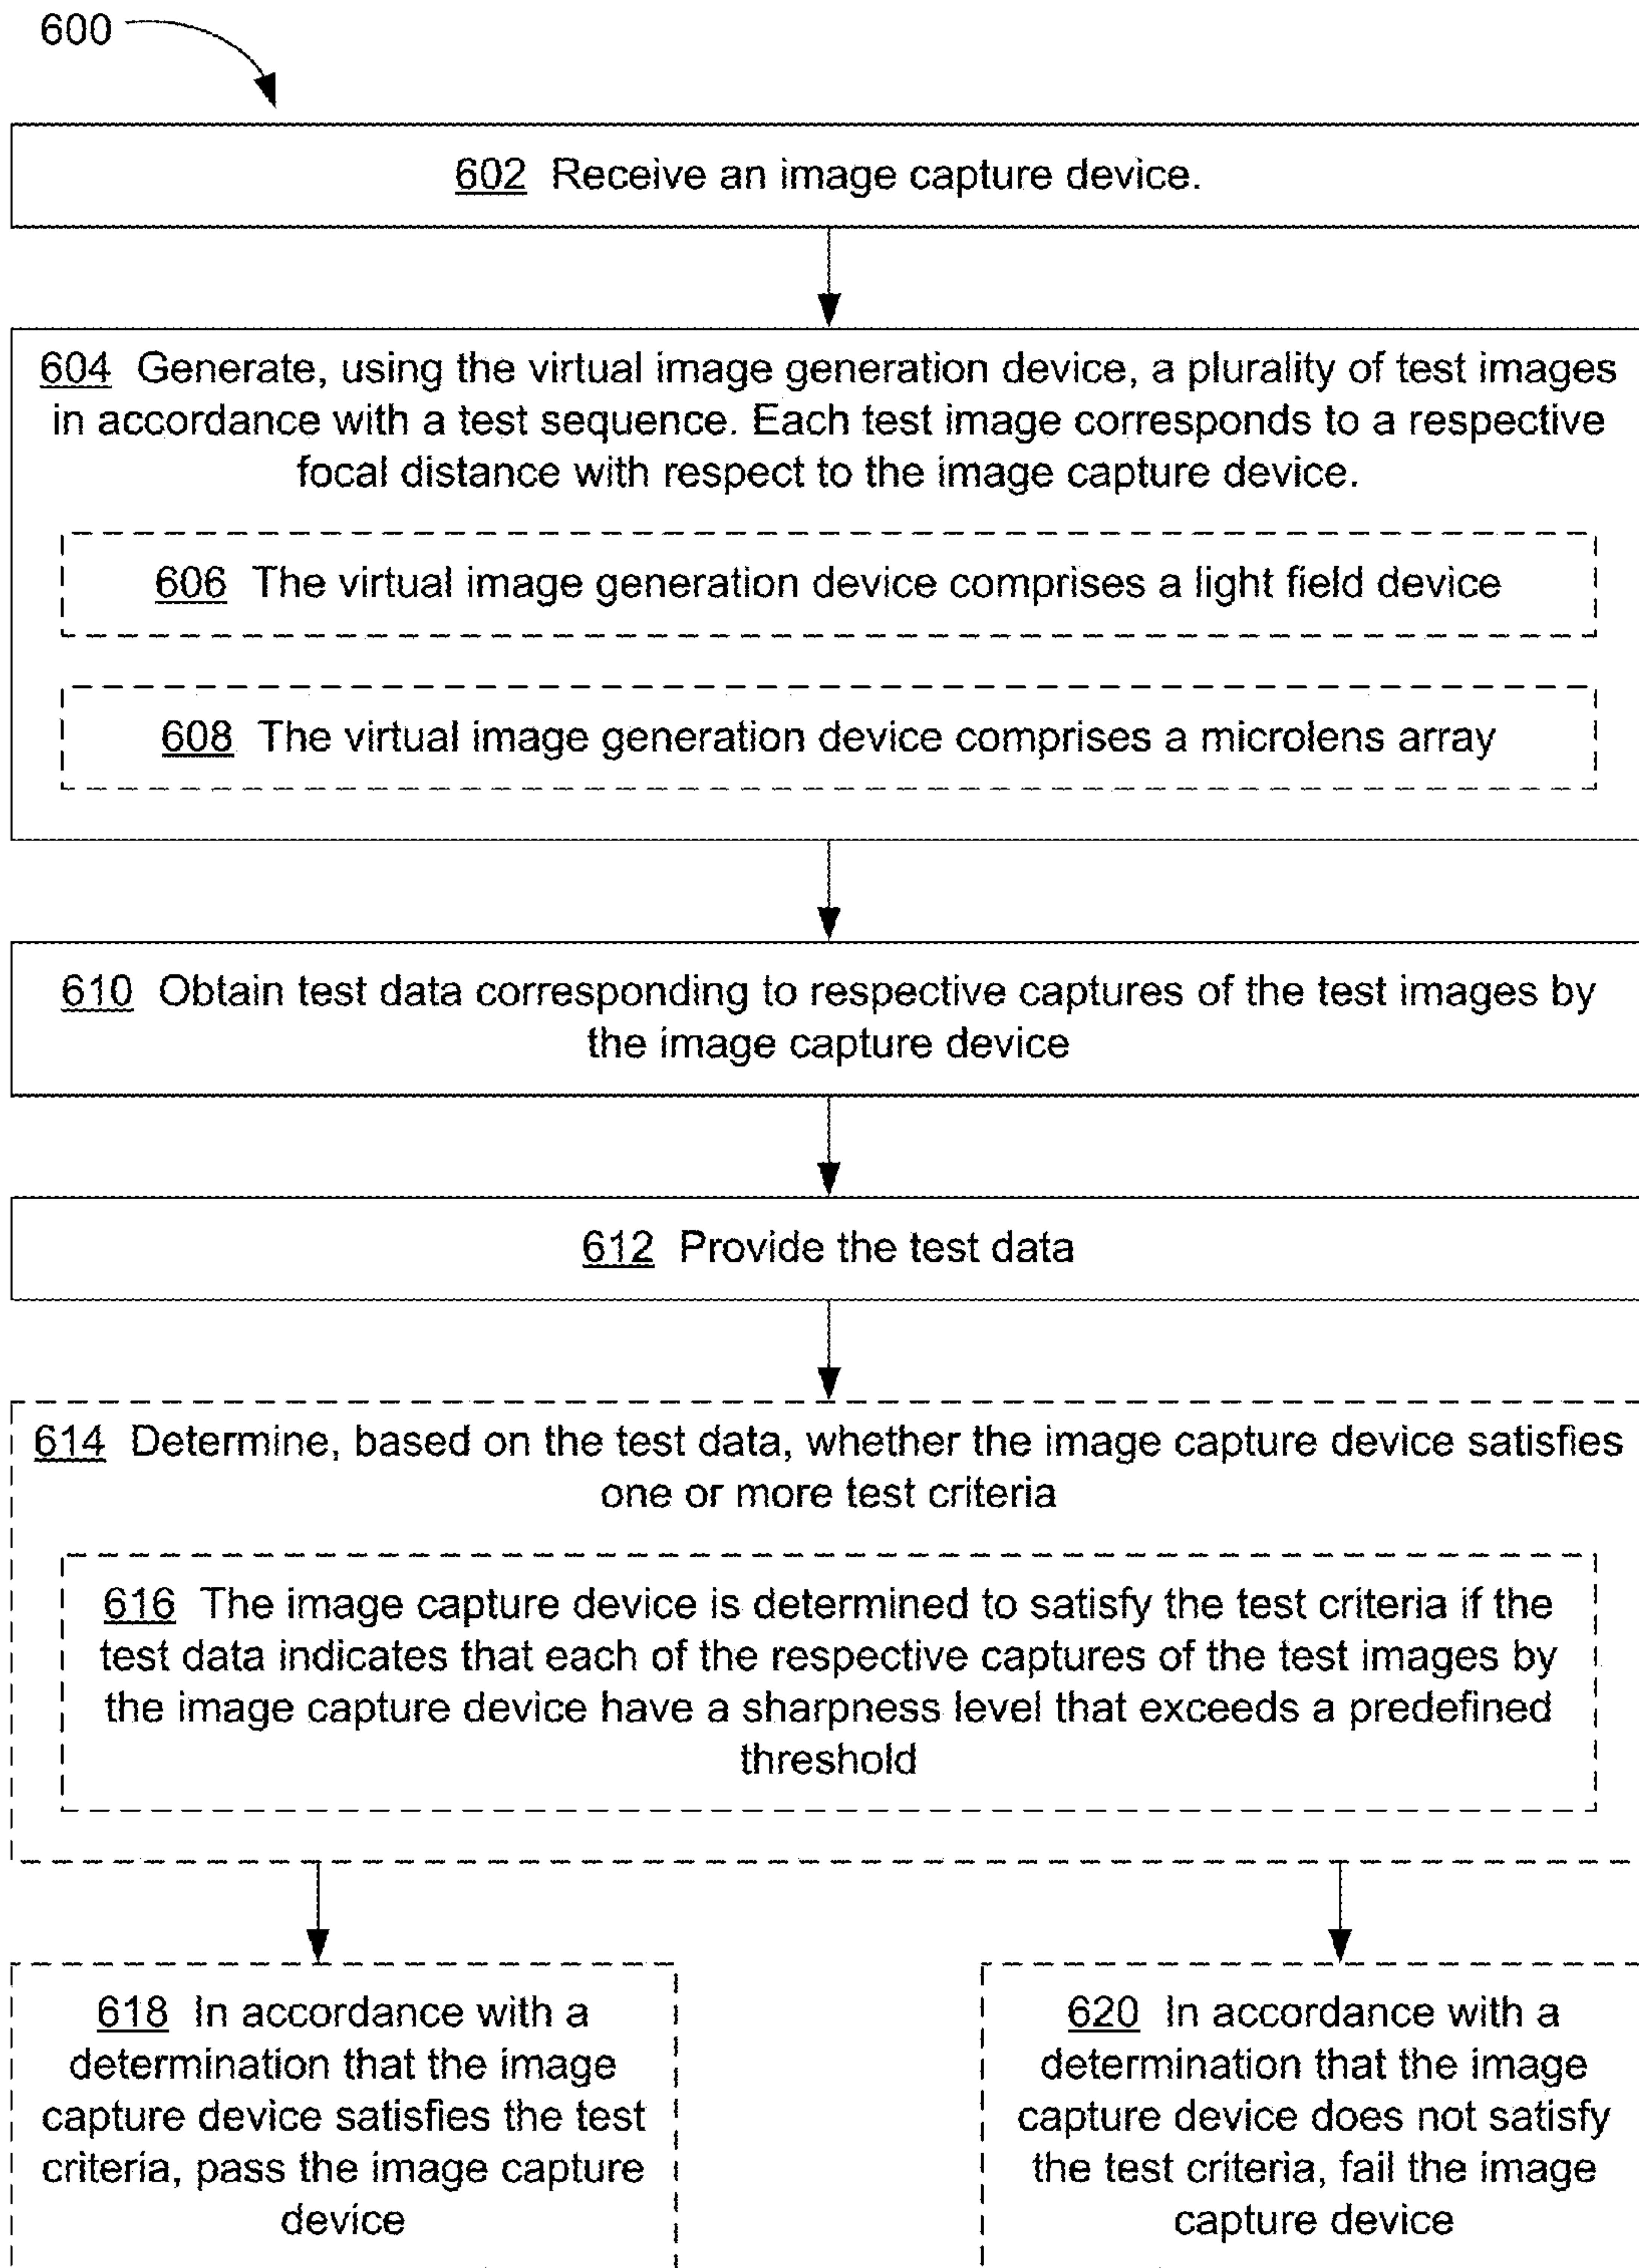 600
602 Receive an image capture device.
604 Generate, using the virtual image generation device, a plurality of test images
in accordance with a test sequence. Each test image corresponds to a respective
focal distance with respect to the image capture device.
606 The virtual image generation device comprises a light field device
608 The virtual image generation device comprises a microlens array
610 Obtain test data corresponding to respective captures of the test images by
the image capture device
612 Provide the test data
614 Determine, based on the test data, whether the image capture device satisfies
one or more test criteria
616 The image capture device is determined to satisfy the test criteria if the
test data indicates that each of the respective captures of the test images by
the image capture device have a sharpness level that exceeds a predefined
threshold
618 In accordance with a
determination that the image
capture device satisfies the test
criteria, pass the image capture
device
620 In accordance with a
determination that the image
capture device does not satisfy
the test criteria, fail the image
capture device